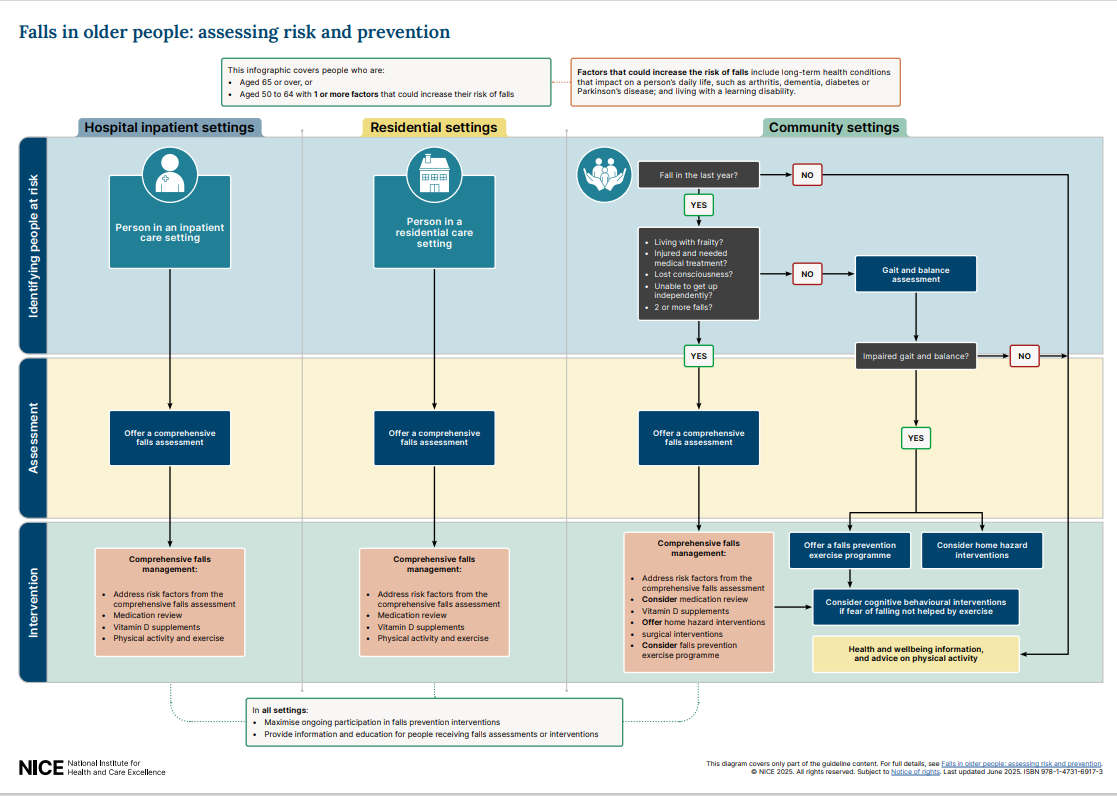 Falls in older people: assessing risk and prevention
This infographic covers people who are:
• Aged 65 or over, or
• Aged 50 to 64 with 1 or more factors that could increase their risk of falls
Factors that could increase the risk of falls include long-term health conditions
that impact on a person's daily life, such as arthritis, dementia, diabetes or
Parkinson's disease; and living with a learning disability.
Hospital inpatient settings
Residential settings
Community settings
Identifying people at risk
Person in an inpatient
care setting
Person in a
residential care
setting
Fall in the last year?
NO
YES
• Living with frailty?
• Injured and needed
medical treatment?
• Lost consciousness?
• Unable to get up
independently?
• 2 or more falls?
NO
Gait and balance
assessment
YES
Impaired gait and balance?
NO
Assessment
Offer a comprehensive
falls assessment
Offer a comprehensive
falls assessment
Offer a comprehensive
falls assessment
YES
Intervention
Comprehensive falls
management:
• Address risk factors from the
comprehensive falls assessment
• Medication review
• Vitamin D supplements
• Physical activity and exercise
Comprehensive falls
management:
• Address risk factors from the
comprehensive falls assessment
• Medication review
• Vitamin D supplements
• Physical activity and exercise
Comprehensive falls
management:
• Address risk factors from the
comprehensive falls assessment
• Consider medication review
• Vitamin D supplements
• Offer home hazard interventions
• surgical interventions
• Consider falls prevention
exercise programme
Offer a falls prevention
exercise programme
Consider home hazard
interventions
Consider cognitive behavioural interventions
if fear of falling not helped by exercise
Health and wellbeing information,
and advice on physical activity
In all settings:
• Maximise ongoing participation in falls prevention interventions
• Provide information and education for people receiving falls assessments or interventions
NICE National Institute for
Health and Care Excellence
This diagram covers only part of the guideline content. For full details, see Falls in older people: assessing risk and prevention.
© NICE 2025. All rights reserved. Subject to Notice of rights. Last updated June 2025. ISBN 978-1-4731-6917-3